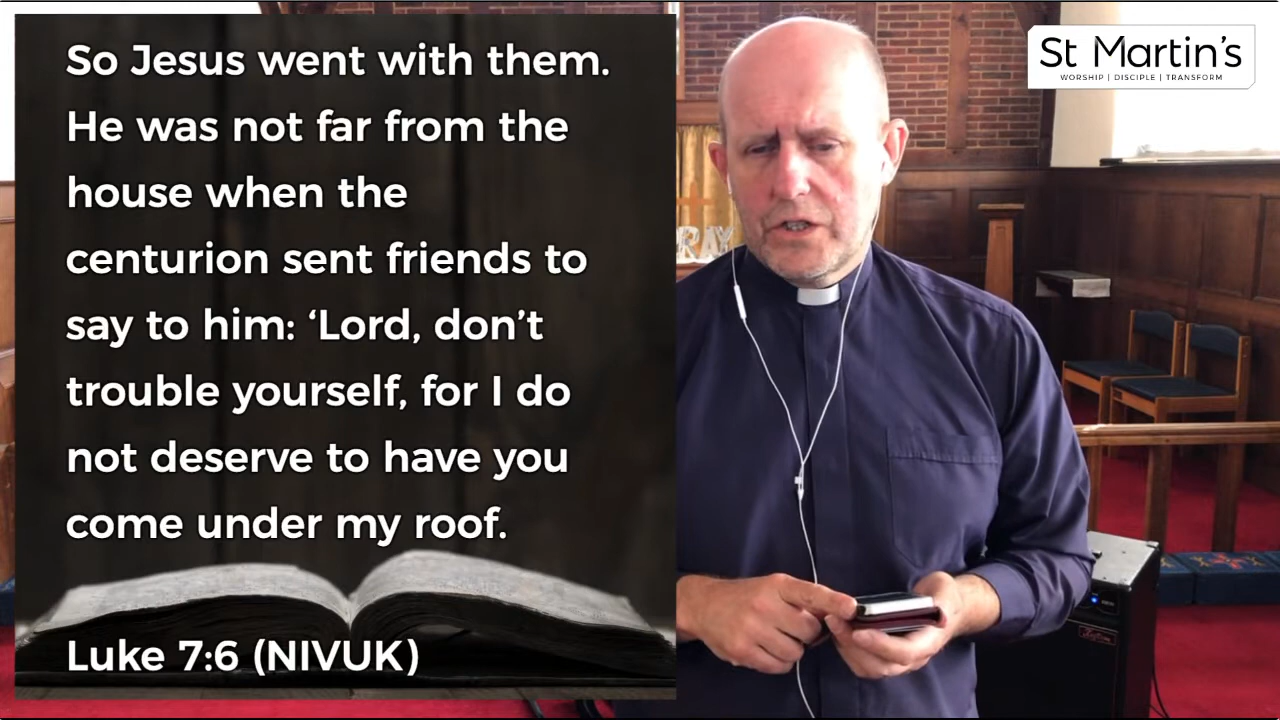 So Jesus went with them.
He was not far from the
house when the
centurion sent friends to
say to him: ‘Lord, don’t
trouble yourself, for I do
not deserve to have you
come under my roof.
Luke 7:6 (NIVUK)
St Martin's
WORSHIP | DISCIPLE | TRANSFORM
RAY